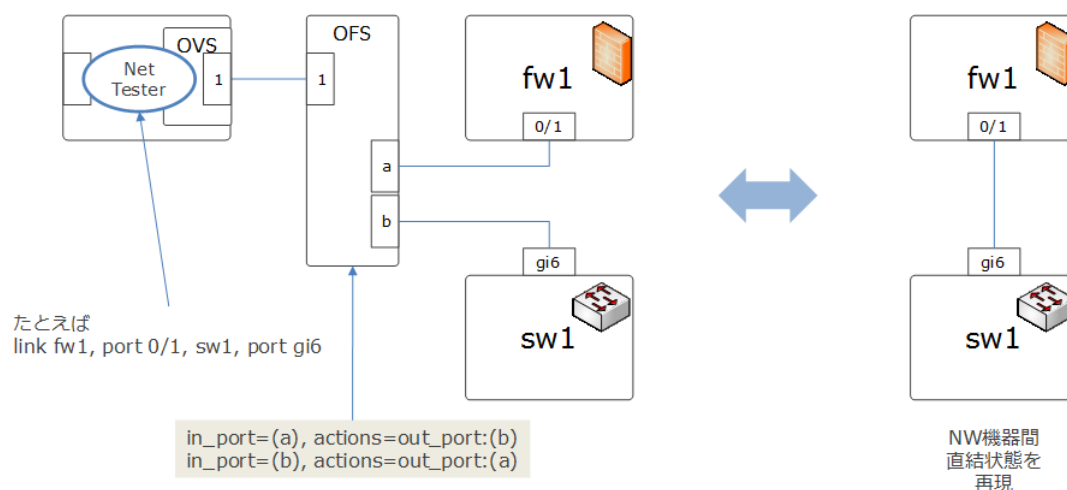 OVS
Net
Tester
1
OFS
1
a
b
fw1
0/1
gi6
sw1
fw1
0/1
gi6
sw1
たとえば
link fw1, port 0/1, sw1, port gi6
in_port=(a), actions=out_port:(b)
in_port=(b), actions=out_port:(a)
NW機器間
直結状態を
再現